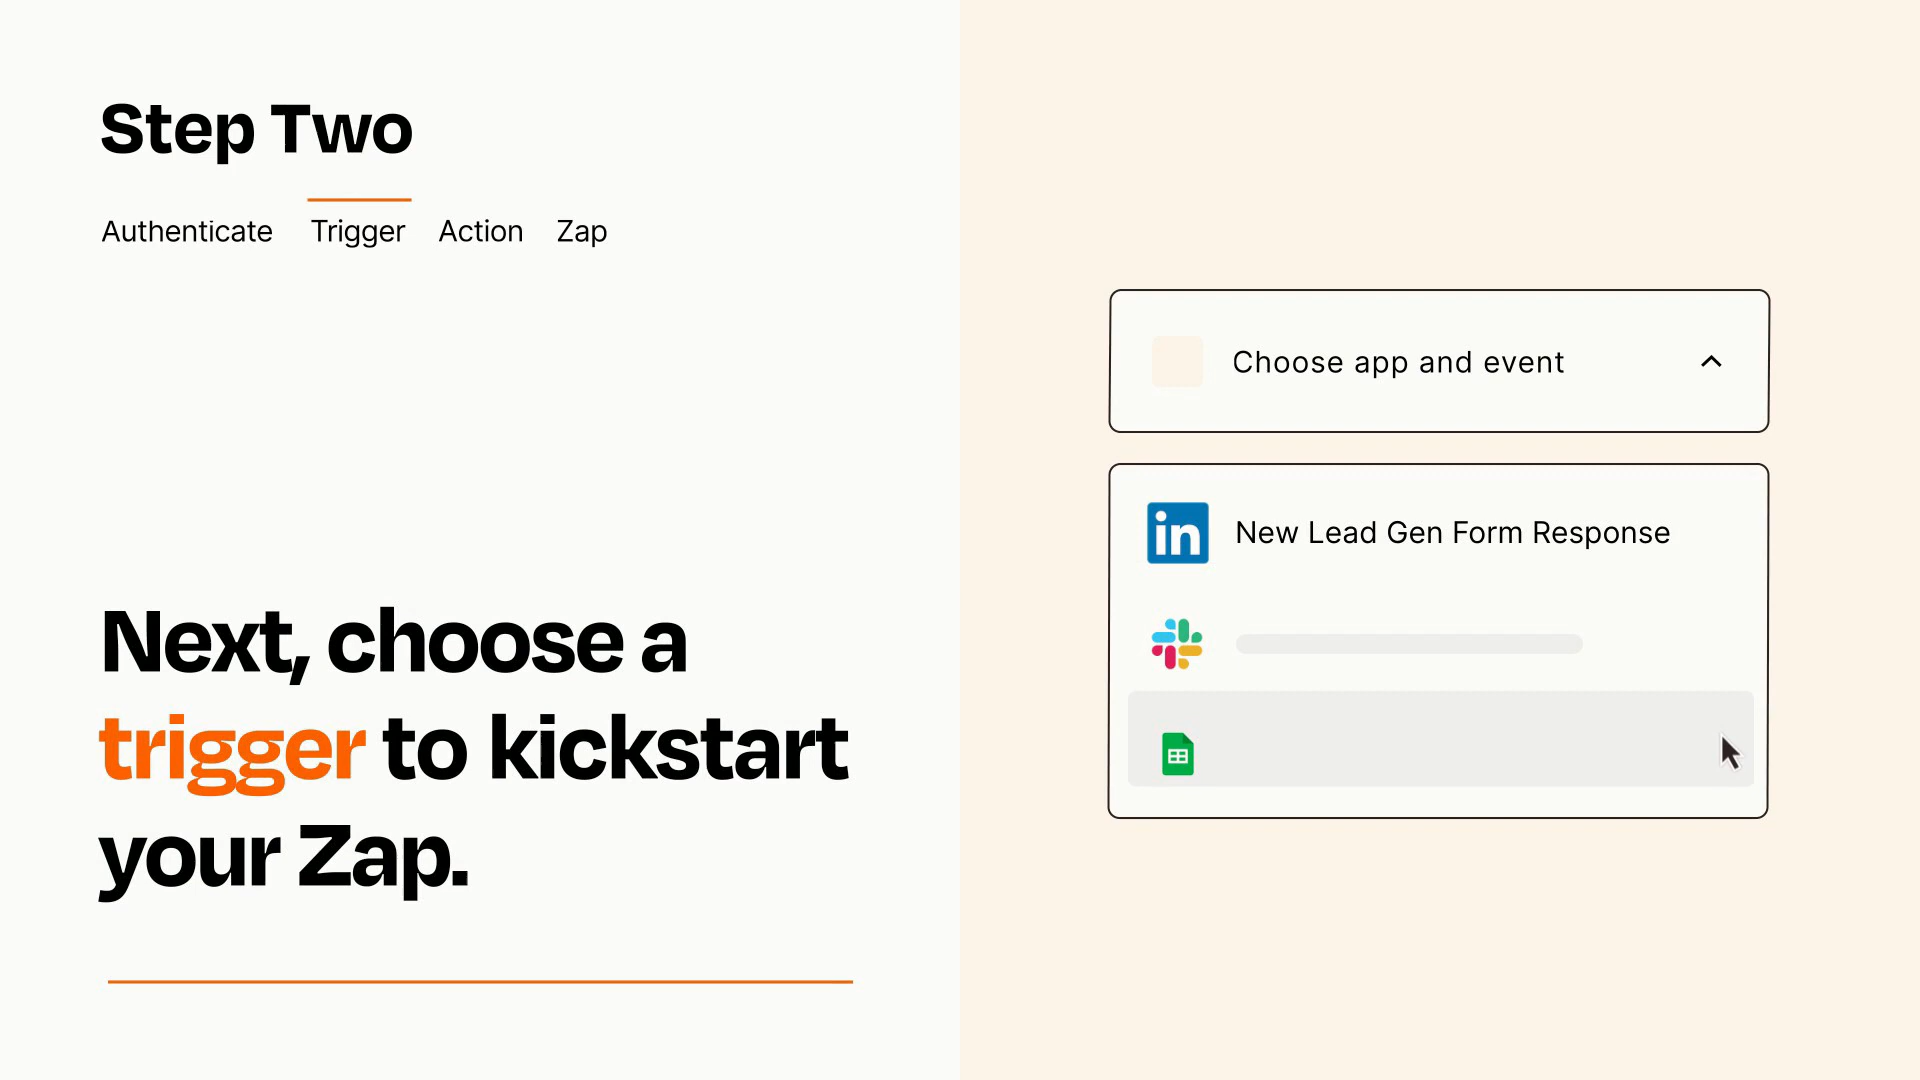 Step Two
Authenticate Trigger Action Zap
Next, choose a
trigger to kickstart
your Zap.
Choose app and event
in New Lead Gen Form Response